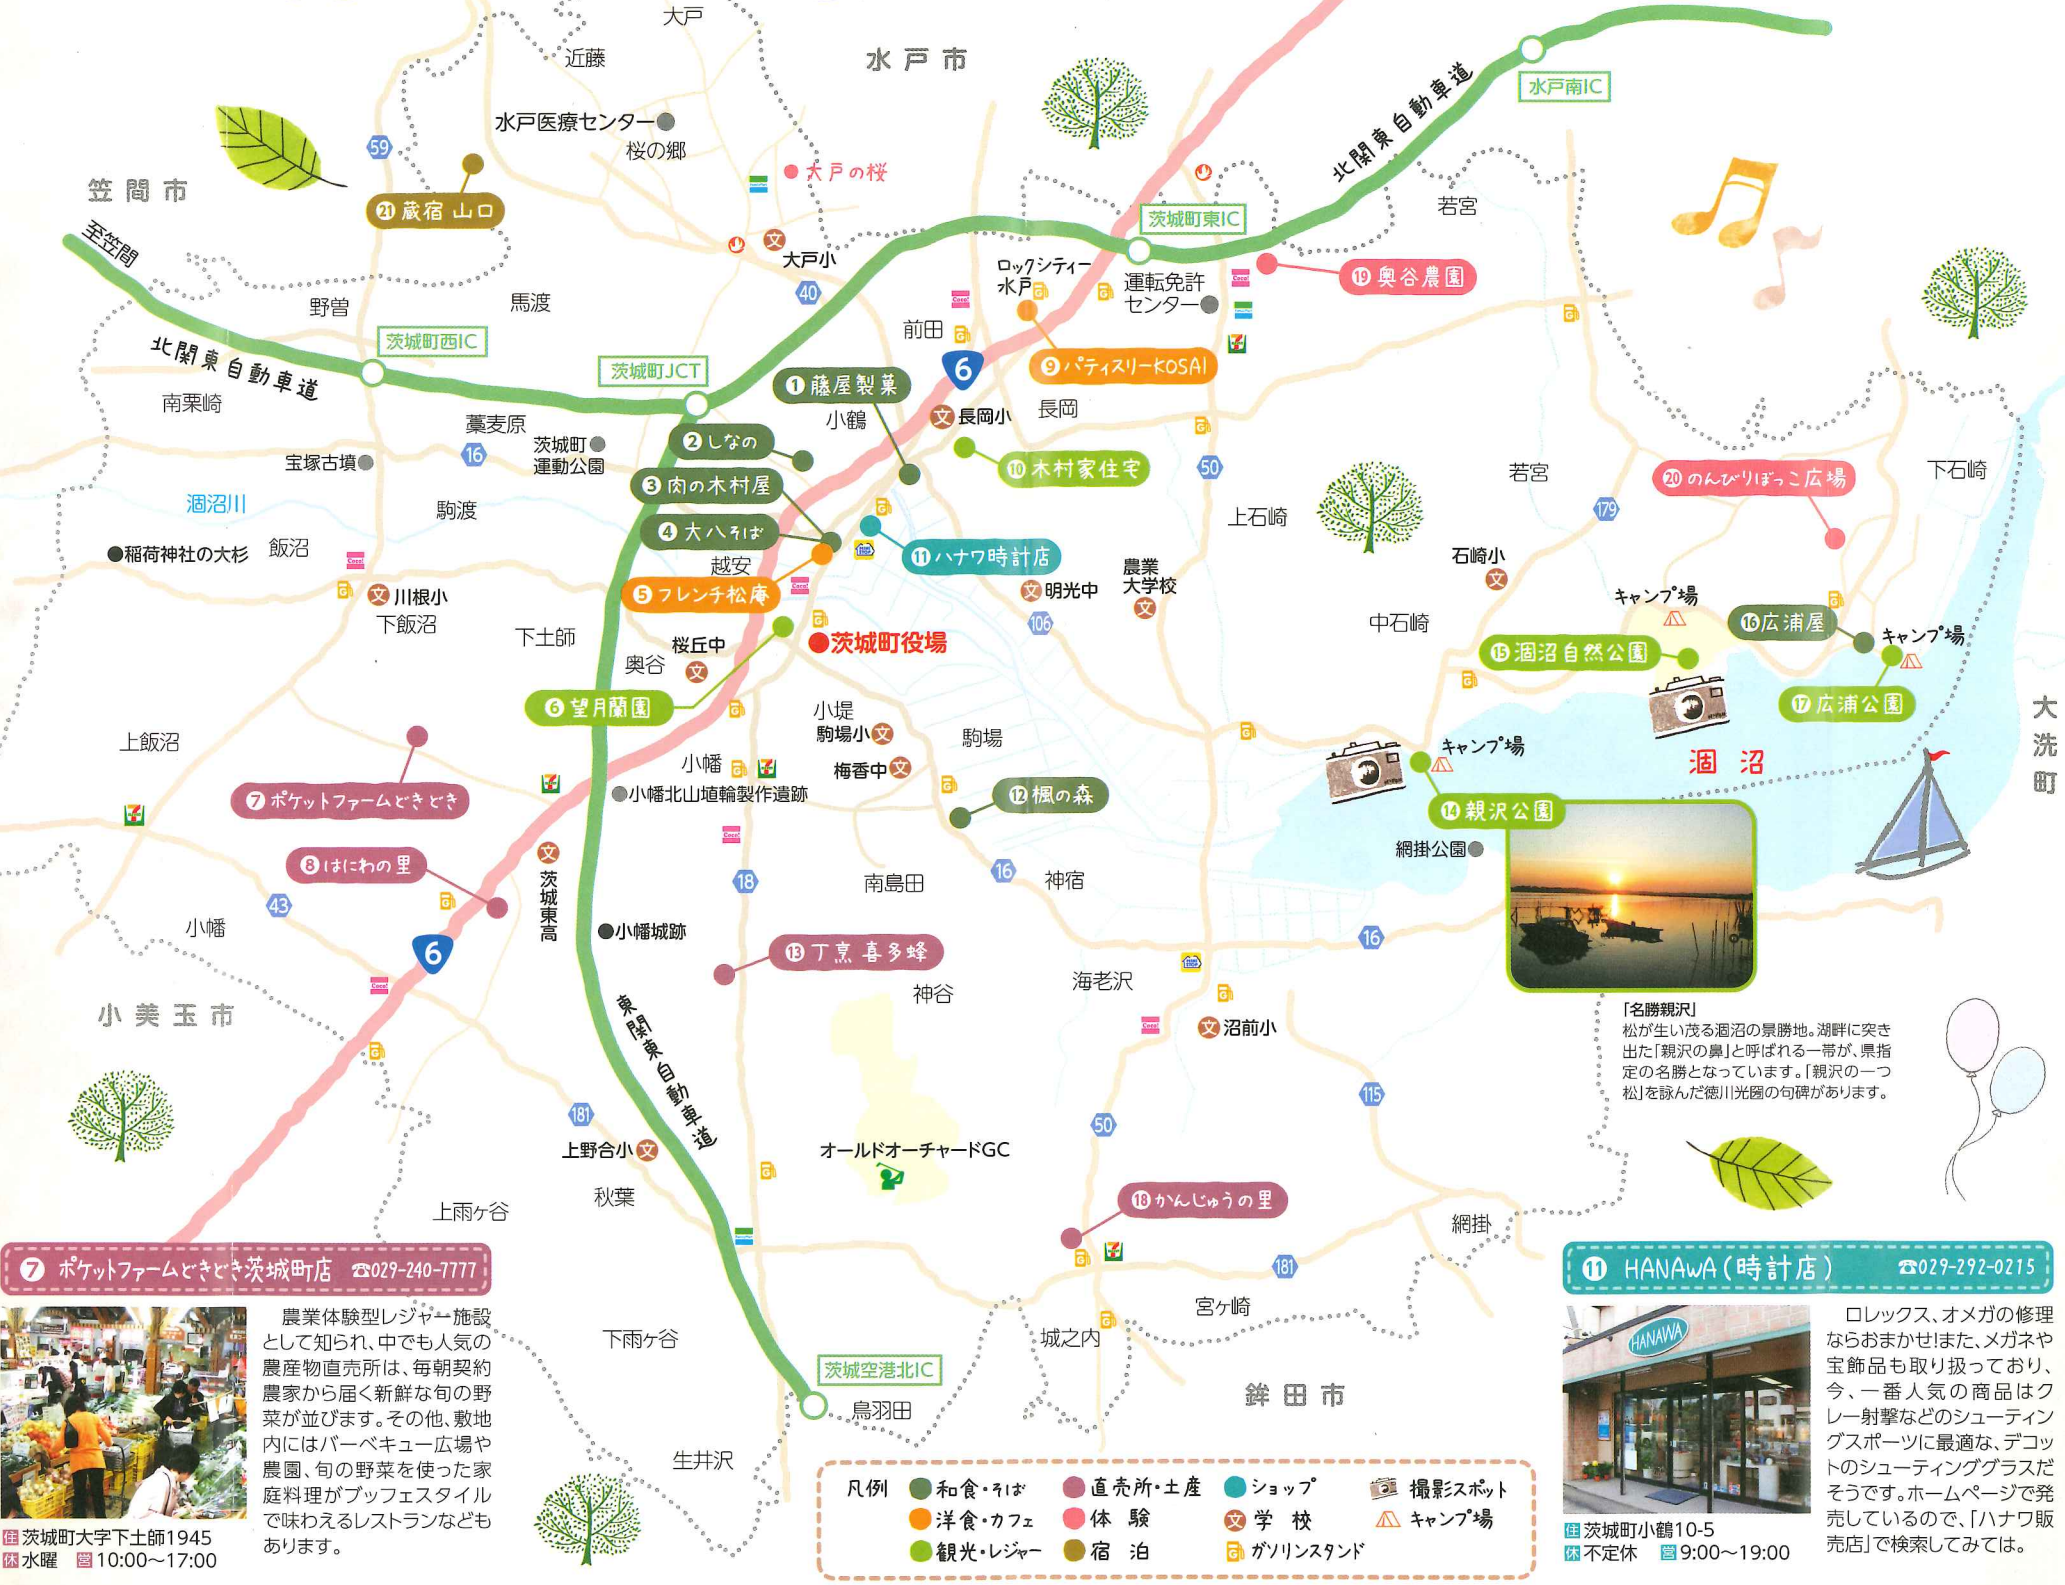 大戸
近藤
水戸市
水戸南IC
北関東自動車道
水戸医療センター
桜の郷
59
大戸の桜
笠間市
㉑蔵宿 山口
若宮
茨城町東IC
至笠間
大戸小
文
40
ロックシティー
水戸
運転免許
センター
⑲奥谷農園
野曽
馬渡
前田
茨城町西IC
北関東自動車道
茨城町JCT
6
⑨パティスリーKOSAI
①藤屋製菓
小鶴
文 長岡小
長岡
南栗崎
藁麦原
②しなの
茨城町
運動公園
16
宝塚古墳
⑩木村家住宅
50
若宮
⑳のんびりぼっこ広場
下石崎
③肉の木村屋
涸沼川
駒渡
上石崎
179
④大八そば
稲荷神社の大杉
飯沼
越安
⑪ハナワ時計店
農業
大学校
文
石崎小
文
⑤フレンチ松庵
文 明光中
文 川根小
下飯沼
106
キャンプ場
中石崎
⑯広浦屋
キャンプ場
下土師
奥谷
桜丘中
文
茨城町役場
⑮涸沼自然公園
⑥望月蘭園
⑰広浦公園
大洗町
小堤
駒場小 文
駒場
上飯沼
梅香中 文
キャンプ場
涸沼
小幡
小幡北山埴輪製作遺跡
⑦ポケットファームどきどき
⑫楓の森
⑭親沢公園
網掛公園
⑧はにわの里
文
茨城東高
18
南島田
16
神宿
43
小幡
6
小幡城跡
⑬丁烹 喜多蜂
16
海老沢
神谷
小美玉市
東関東自動車道
文 沼前小
「名勝親沢」
松が生い茂る涸沼の景勝地。湖畔に突き
出た「親沢の鼻」と呼ばれる一帯が、県指
定の名勝となっています。「親沢の一つ
松」を詠んだ徳川光圀の句碑があります。
181
115
50
上野合小 文
オールドオーチャードGC
秋葉
上雨ヶ谷
⑱かんじゅうの里
網掛
181
宮ヶ崎
下雨ヶ谷
城之内
茨城空港北IC
鳥羽田
鉾田市
生井沢
⑦ ポケットファームどきどき茨城町店 ☎029-240-7777
農業体験型レジャー施設
として知られ、中でも人気の
農産物直売所は、毎朝契約
農家から届く新鮮な旬の野
菜が並びます。その他、敷地
内にはバーベキュー広場や
農園、旬の野菜を使った家
庭料理がブッフェスタイル
で味わえるレストランなども
あります。
住 茨城町大字下土師1945
休 水曜 営 10:00〜17:00
凡例
和食・そば
直売所・土産
ショップ
撮影スポット
洋食・カフェ
体験
文 学校
キャンプ場
観光・レジャー
宿泊
ガソリンスタンド
⑪ HANAWA(時計店) ☎029-292-0215
HANAWA
ロレックス、オメガの修理
ならおまかせ!また、メガネや
宝飾品も取り扱っており、
今、一番人気の商品はク
レー射撃などのシューティン
グスポーツに最適な、デコッ
トのシューティンググラスだ
そうです。ホームページで発
売しているので、「ハナワ販
売店」で検索してみては。
住 茨城町小鶴10-5
休 不定休 営 9:00〜19:00